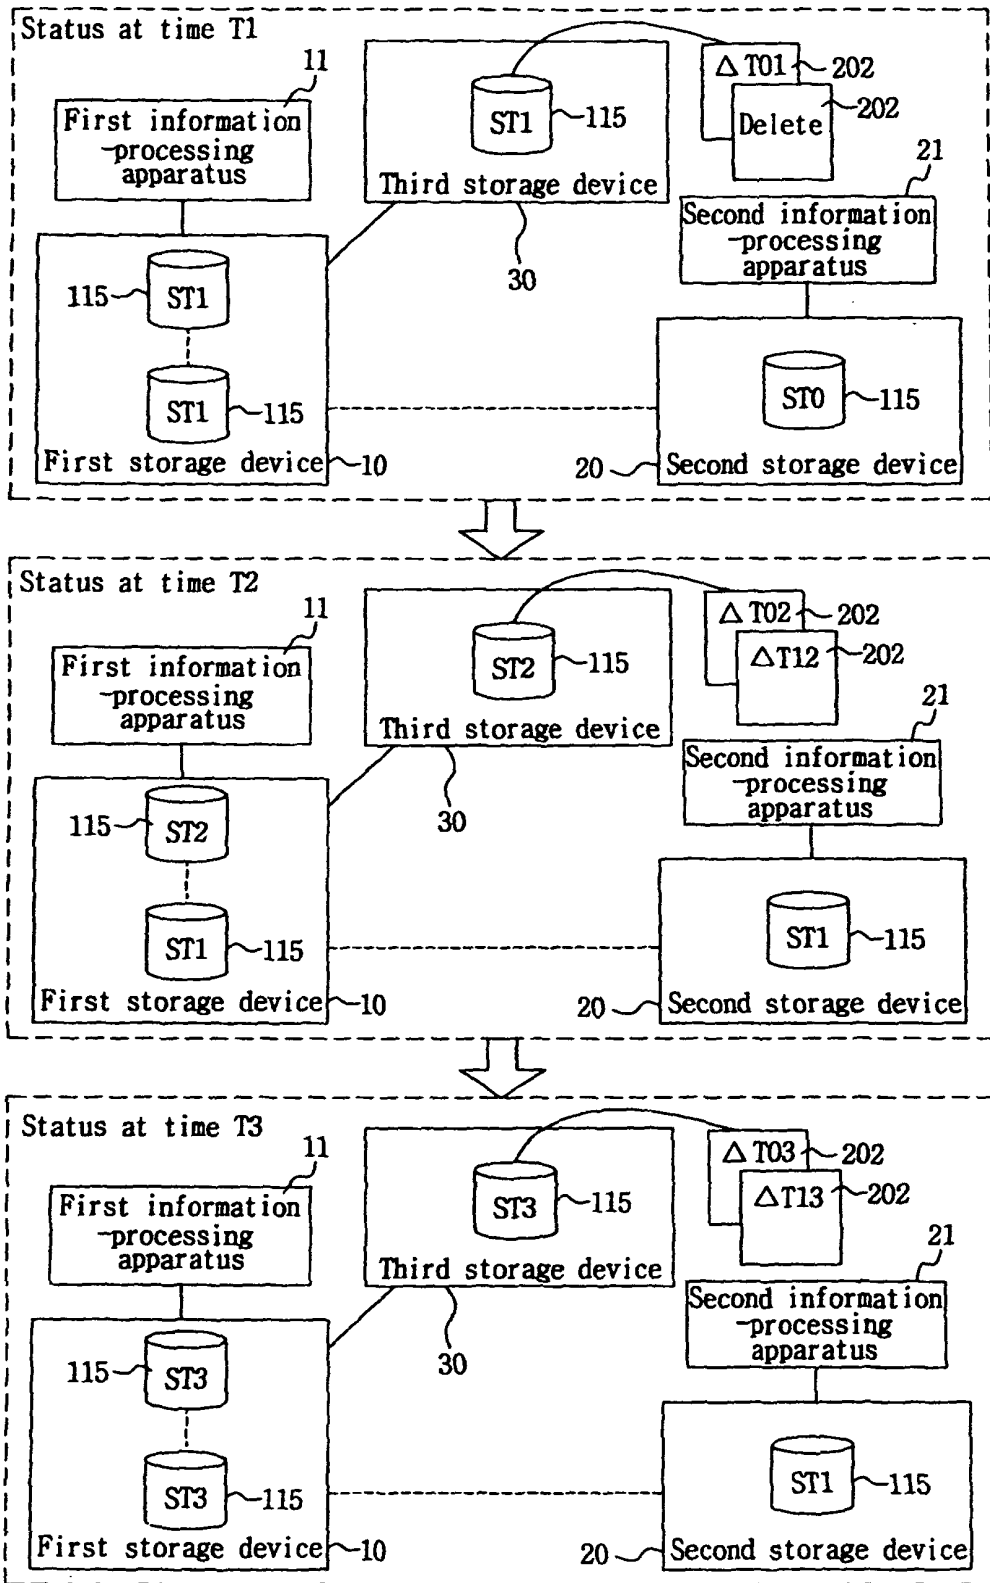 Status at time T1
11
First information
-processing
apparatus
ST1
115
Third storage device
30
△ T01
202
Delete
202
21
Second information
-processing
apparatus
115
ST1
ST1
115
First storage device
10
ST0
115
20
Second storage device
Status at time T2
11
First information
-processing
apparatus
ST2
115
Third storage device
30
△ T02
202
△T12
202
21
Second information
-processing
apparatus
115
ST2
ST1
115
First storage device
10
ST1
115
20
Second storage device
Status at time T3
11
First information
-processing
apparatus
ST3
115
Third storage device
30
△ T03
202
△T13
202
21
Second information
-processing
apparatus
115
ST3
ST3
115
First storage device
10
ST1
115
20
Second storage device